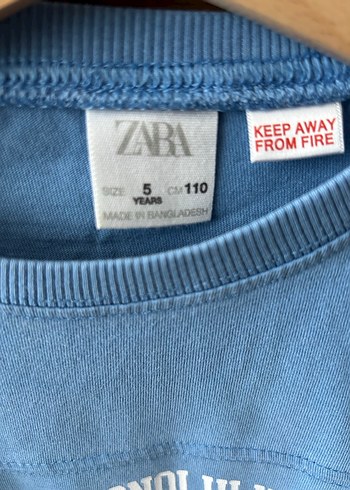 ZARA
SIZE 5 CM 110
YEARS
MADE IN BANGLADESH
KEEP AWAY
FROM FIRE